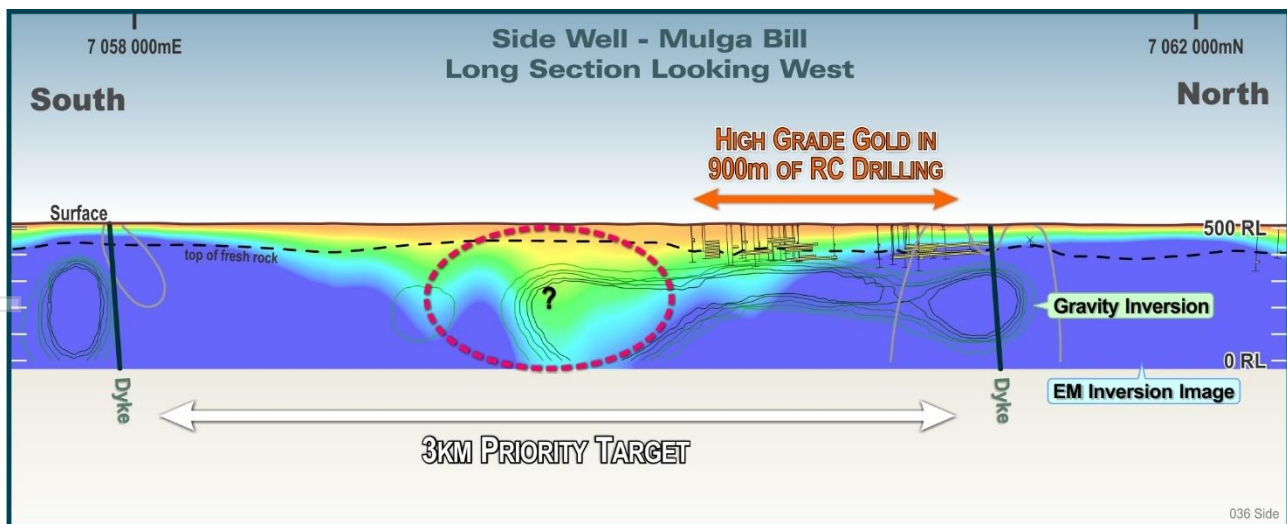 7 058 000mE
7 062 000mN
Side Well - Mulga Bill
Long Section Looking West
South
North
HIGH GRADE GOLD IN
900m OF RC DRILLING
Surface
500 RL
top of fresh rock
?
Gravity Inversion
0 RL
EM Inversion Image
Dyke
Dyke
3KM PRIORITY TARGET
036 Side